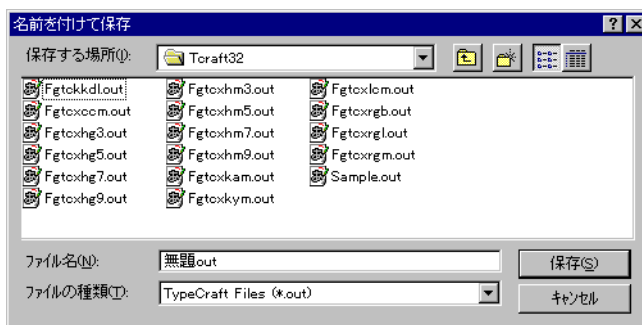 名前を付けて保存
保存する場所(I):
Tcraft32
Fgtckkdl.out
Fgtcxccm.out
Fgtcxhg3.out
Fgtcxhg5.out
Fgtcxhg7.out
Fgtcxhg9.out
Fgtcxhm3.out
Fgtcxhm5.out
Fgtcxhm7.out
Fgtcxhm9.out
Fgtcxkam.out
Fgtcxkym.out
Fgtcxlcm.out
Fgtcxrgb.out
Fgtcxrgl.out
Fgtcxrgm.out
Sample.out
ファイル名(N):
無題out
保存(S)
ファイルの種類(T):
TypeCraft Files (*.out)
キャンセル